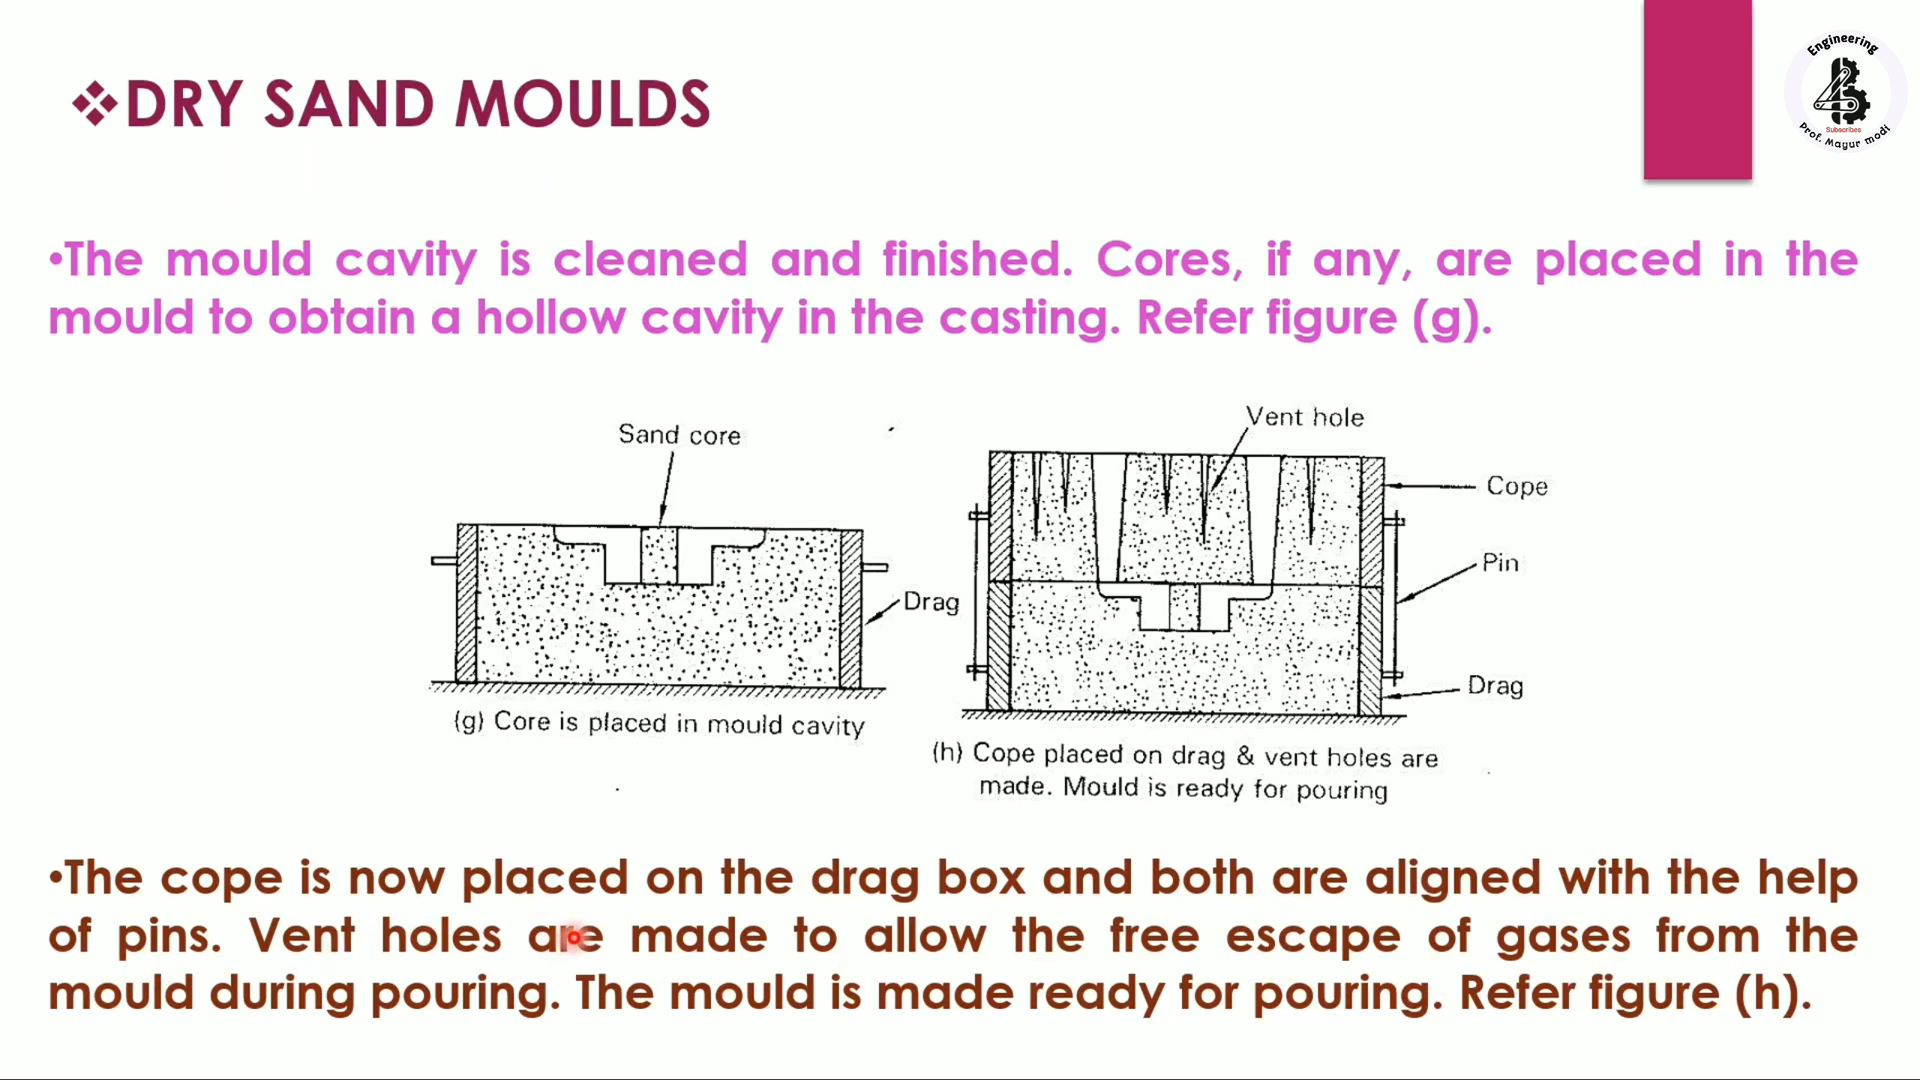 Engineering
Subscribes
Prof. Mayur modi
❖DRY SAND MOULDS
•The mould cavity is cleaned and finished. Cores, if any, are placed in the
mould to obtain a hollow cavity in the casting. Refer figure (g).
Sand core
Drag
(g) Core is placed in mould cavity
Vent hole
Cope
Pin
Drag
(h) Cope placed on drag & vent holes are
made. Mould is ready for pouring
•The cope is now placed on the drag box and both are aligned with the help
of pins. Vent holes are made to allow the free escape of gases from the
mould during pouring. The mould is made ready for pouring. Refer figure (h).